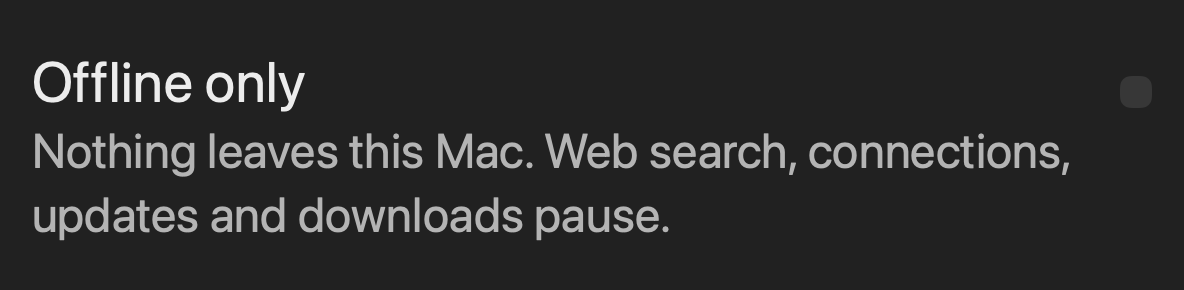 Offline only
Nothing leaves this Mac. Web search, connections,
updates and downloads pause.